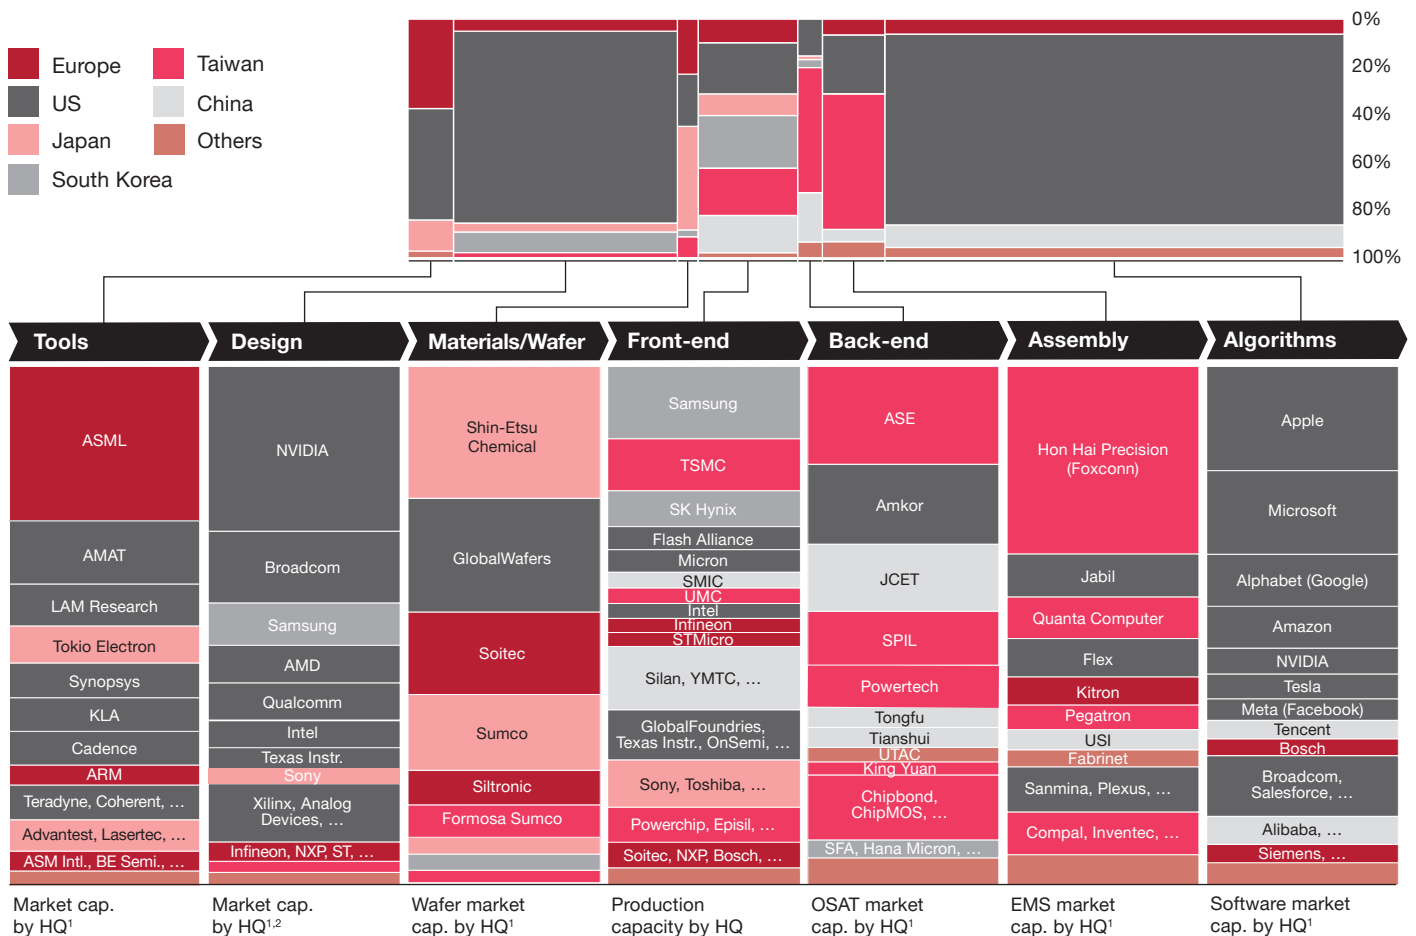 Europe
US
Japan
South Korea
Taiwan
China
Others
0%
20%
40%
60%
80%
100%
Tools
Design
Materials/Wafer
Front-end
Back-end
Assembly
Algorithms
ASML
AMAT
LAM Research
Tokio Electron
Synopsys
KLA
Cadence
ARM
Teradyne, Coherent, …
Advantest, Lasertec, …
ASM Intl., BE Semi., …
Market cap.
by HQ¹
NVIDIA
Broadcom
Samsung
AMD
Qualcomm
Intel
Texas Instr.
Sony
Xilinx, Analog
Devices, …
Infineon, NXP, ST, …
Market cap.
by HQ¹,²
Shin-Etsu
Chemical
GlobalWafers
Soitec
Sumco
Siltronic
Formosa Sumco
Wafer market
cap. by HQ¹
Samsung
TSMC
SK Hynix
Flash Alliance
Micron
SMIC
UMC
Intel
Infineon
STMicro
Silan, YMTC, …
GlobalFoundries,
Texas Instr., OnSemi, …
Sony, Toshiba, …
Powerchip, Episil, …
Soitec, NXP, Bosch, …
Production
capacity by HQ
ASE
Amkor
JCET
SPIL
Powertech
Tongfu
Tianshui
UTAC
King Yuan
Chipbond,
ChipMOS, …
SFA, Hana Micron, …
OSAT market
cap. by HQ¹
Hon Hai Precision
(Foxconn)
Jabil
Quanta Computer
Flex
Kitron
Pegatron
USI
Fabrinet
Sanmina, Plexus, …
Compal, Inventec, …
EMS market
cap. by HQ¹
Apple
Microsoft
Alphabet (Google)
Amazon
NVIDIA
Tesla
Meta (Facebook)
Tencent
Bosch
Broadcom,
Salesforce, …
Alibaba, …
Siemens, …
Software market
cap. by HQ¹